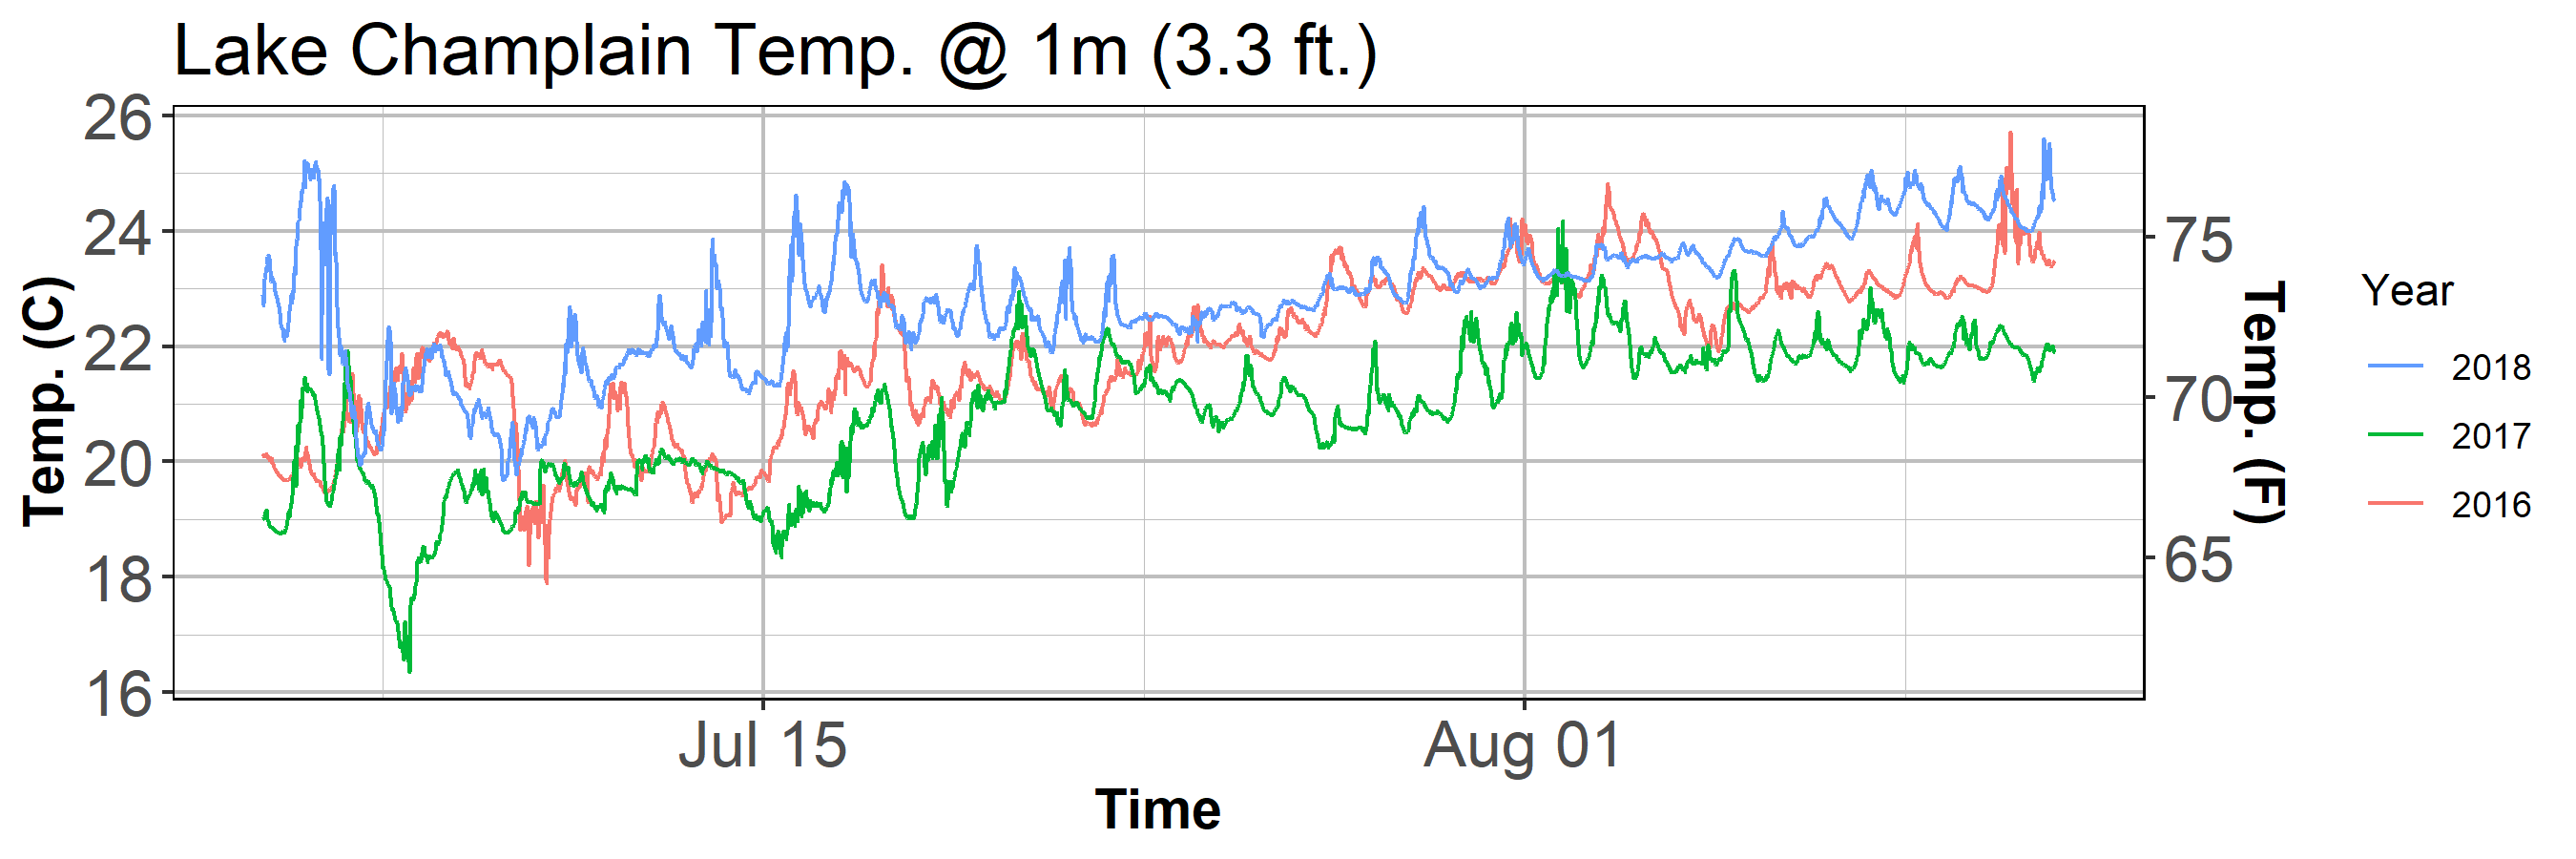 Lake Champlain Temp. @ 1m (3.3 ft.)
26
24
22
20
18
16
Temp. (C)
75
70
65
Temp. (F)
Jul 15
Aug 01
Time
Year
2018
2017
2016